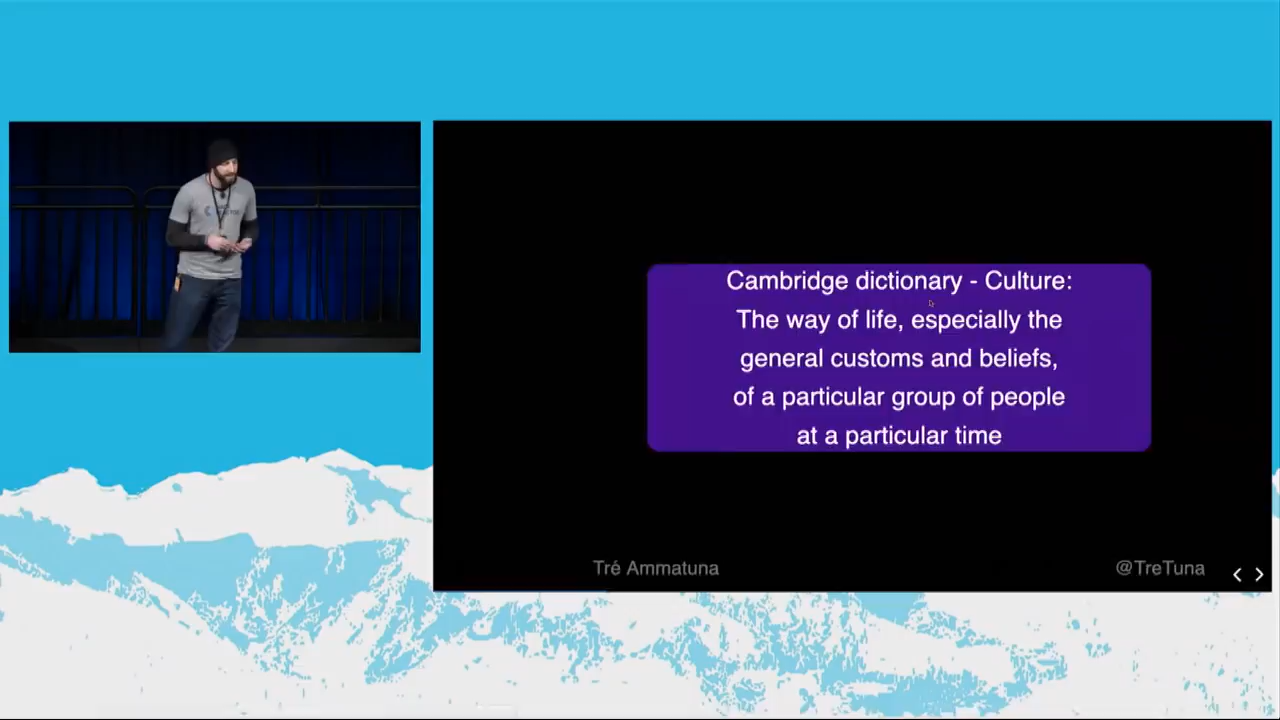 Cambridge dictionary - Culture:
The way of life, especially the
general customs and beliefs,
of a particular group of people
at a particular time
Tré Ammatuna
@TreTuna